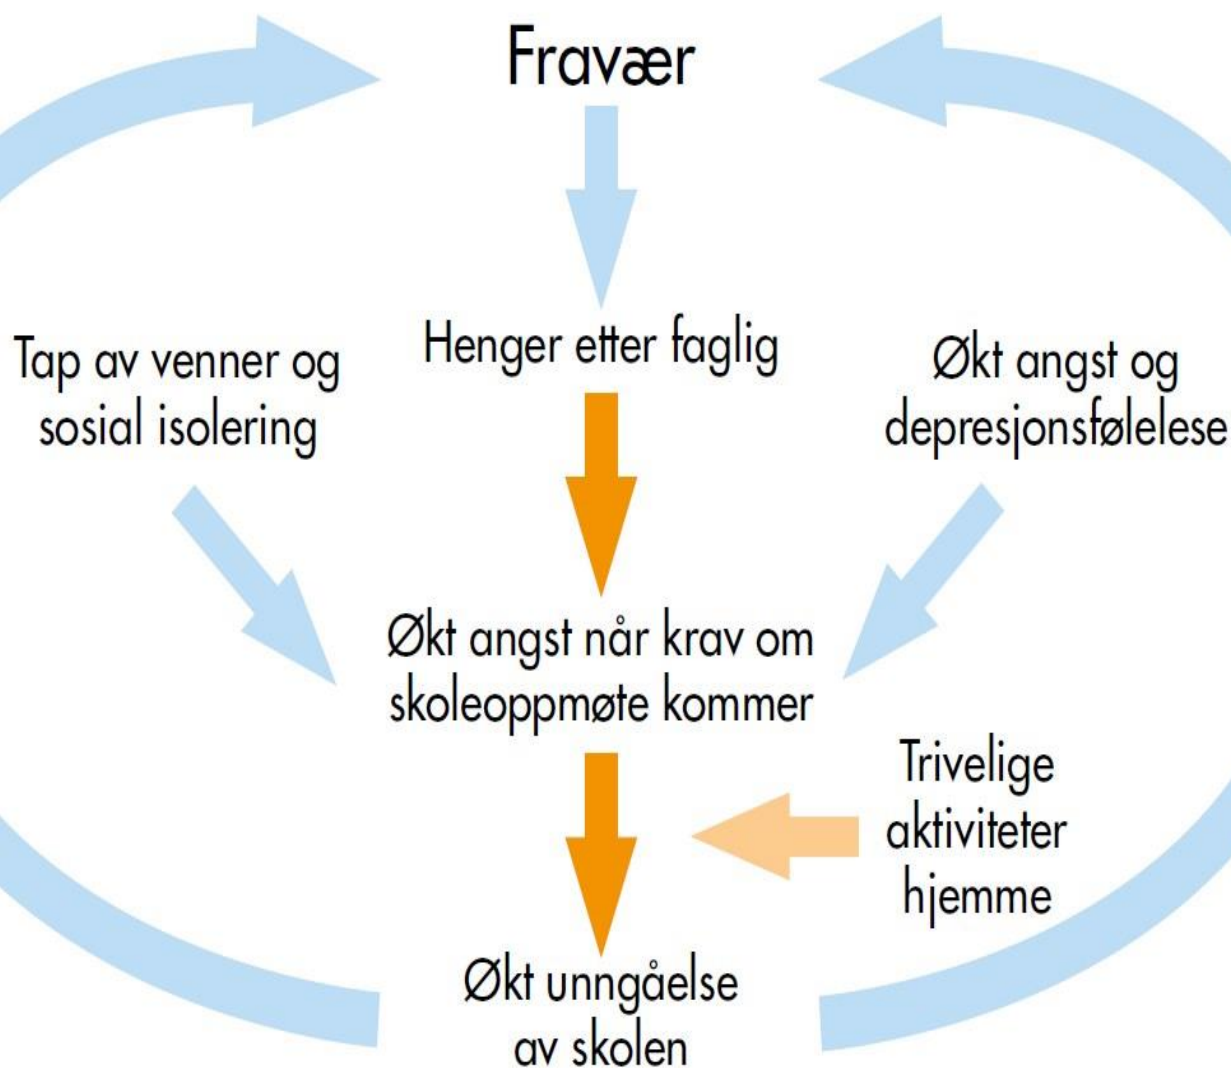 Fravær
Henger etter faglig
Tap av venner og
sosial isolering
Økt angst og
depresjonsfølelese
Økt angst når krav om
skoleoppmøte kommer
Trivelige
aktiviteter
hjemme
Økt unngåelse
av skolen